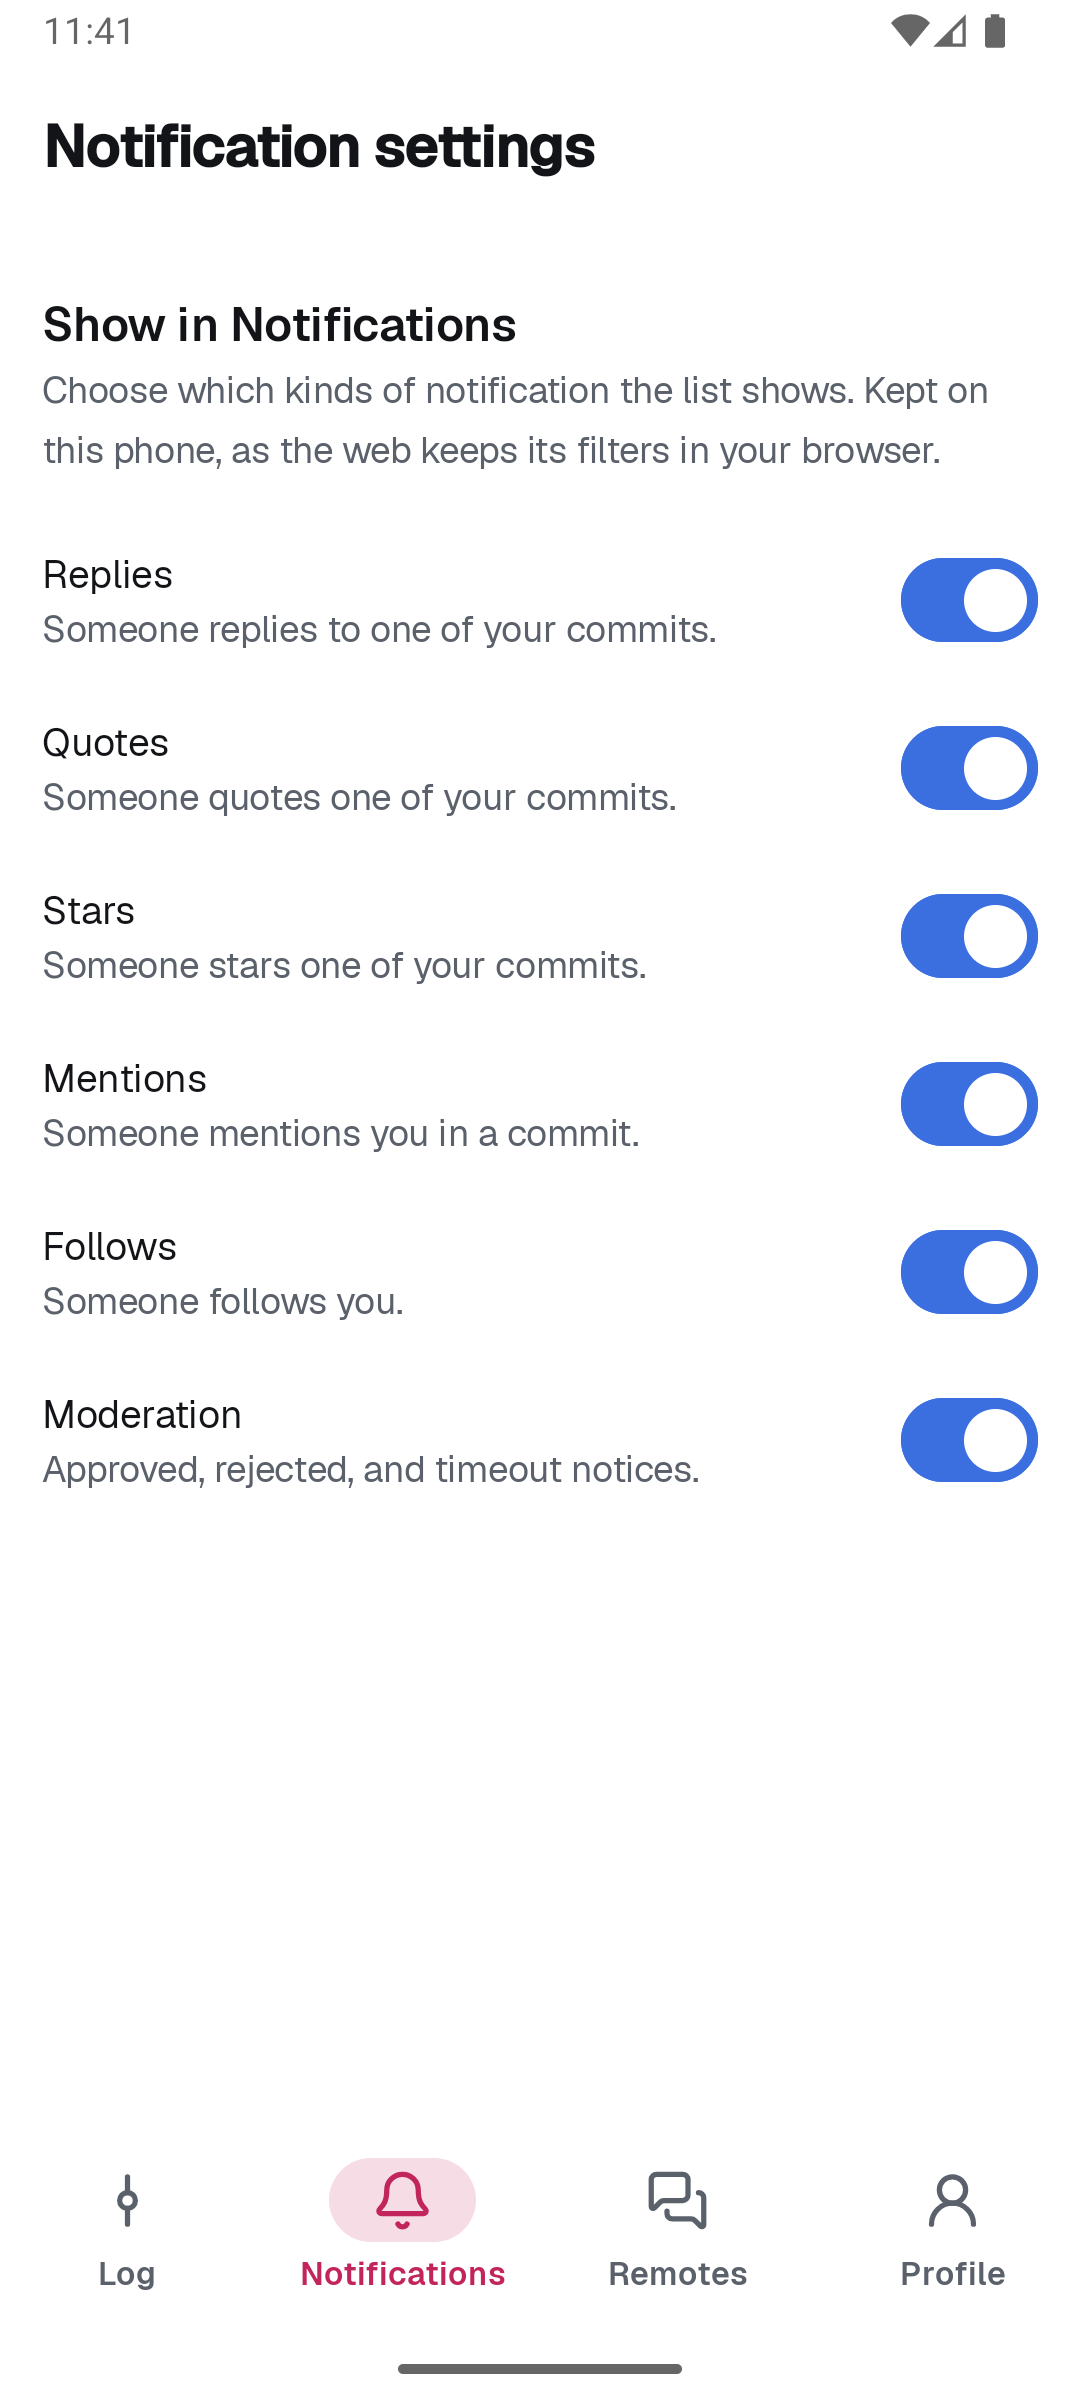 11:41
Notification settings
Show in Notifications
Choose which kinds of notification the list shows. Kept on
this phone, as the web keeps its filters in your browser.
Replies
Someone replies to one of your commits.
Quotes
Someone quotes one of your commits.
Stars
Someone stars one of your commits.
Mentions
Someone mentions you in a commit.
Follows
Someone follows you.
Moderation
Approved, rejected, and timeout notices.
Log
Notifications
Remotes
Profile